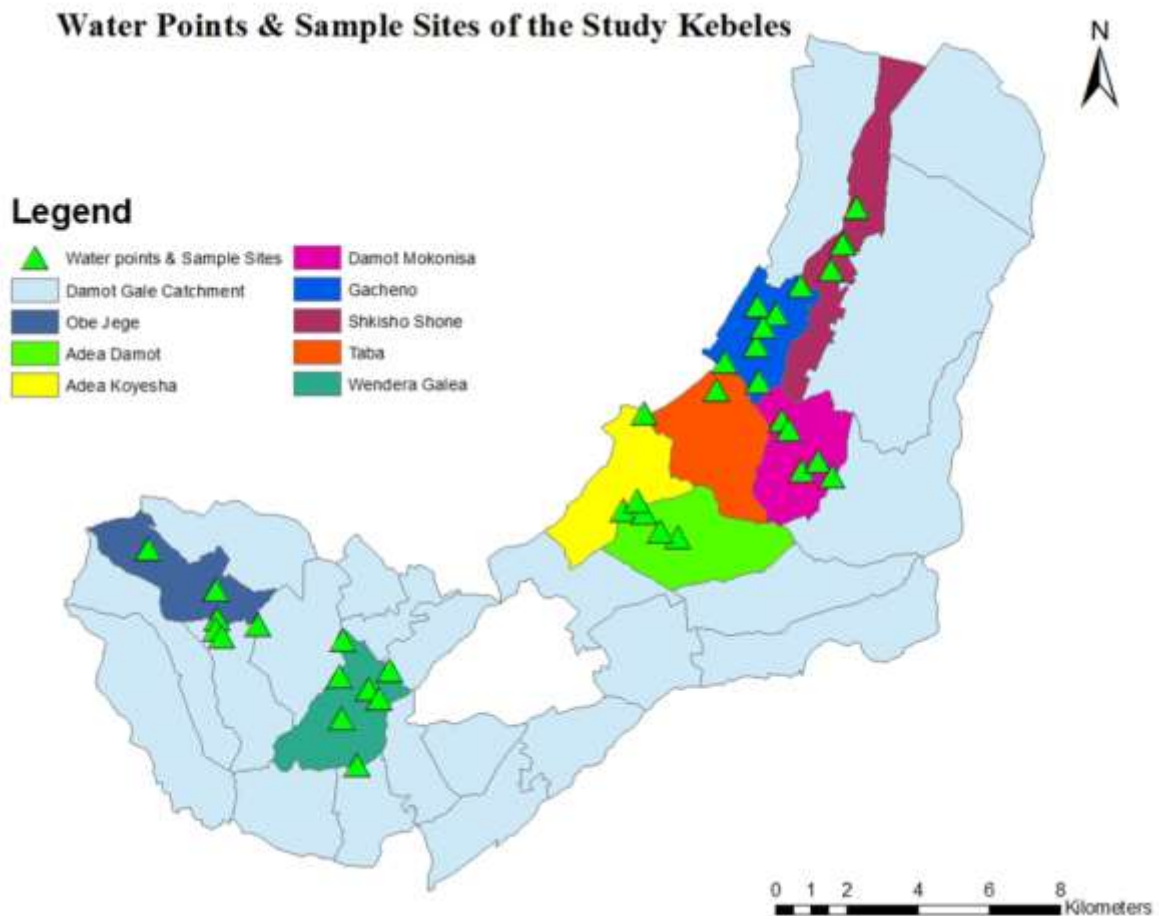 Water Points & Sample Sites of the Study Kebeles
N
Legend
Water points & Sample Sites
Damot Gale Catchment
Obe Jege
Adea Damot
Adea Koyesha
Damot Mokonisa
Gacheno
Shkisho Shone
Taba
Wendera Galea
0 1 2 4 6 8
Kilometers